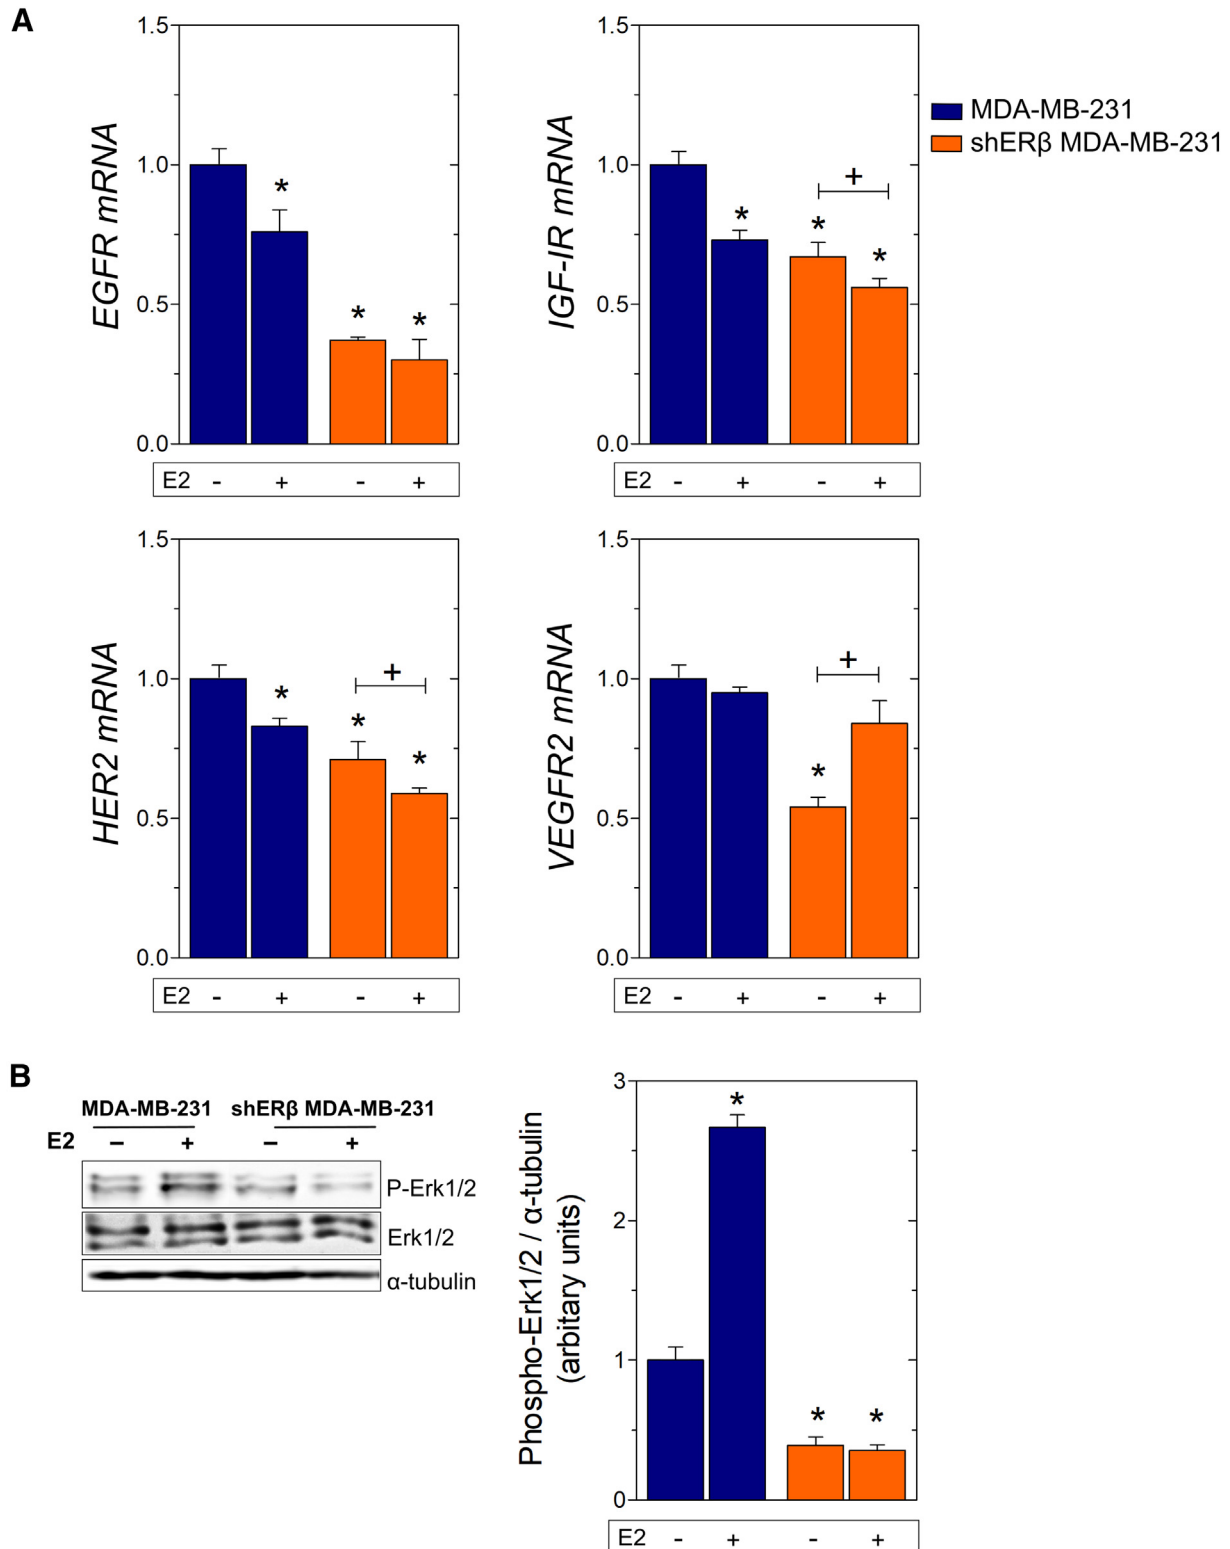 A
1.5
1.0
0.5
0.0
EGFR mRNA
* * *
E2 - + - +
1.5
1.0
0.5
0.0
IGF-IR mRNA
* * *
+
E2 - + - +
MDA-MB-231
shERβ MDA-MB-231
1.5
1.0
0.5
0.0
HER2 mRNA
* * *
+
E2 - + - +
1.5
1.0
0.5
0.0
VEGFR2 mRNA
*
+
E2 - + - +
B
MDA-MB-231 shERβ MDA-MB-231
E2 − + − +
P-Erk1/2
Erk1/2
α-tubulin
3
2
1
0
Phospho-Erk1/2 / α-tubulin
(arbitary units)
* * *
E2 - + - +